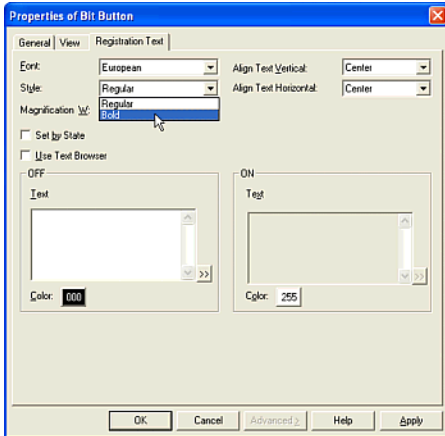 Properties of Bit Button
General View Registration Text
Font: European Align Text Vertical: Center
Style: Regular Align Text Horizontal: Center
Regular
Magnification W: Bold
Set by State
Use Text Browser
OFF ON
Text Text
>> >>
Color: 000 Color: 255
OK Cancel Advanced > Help Apply